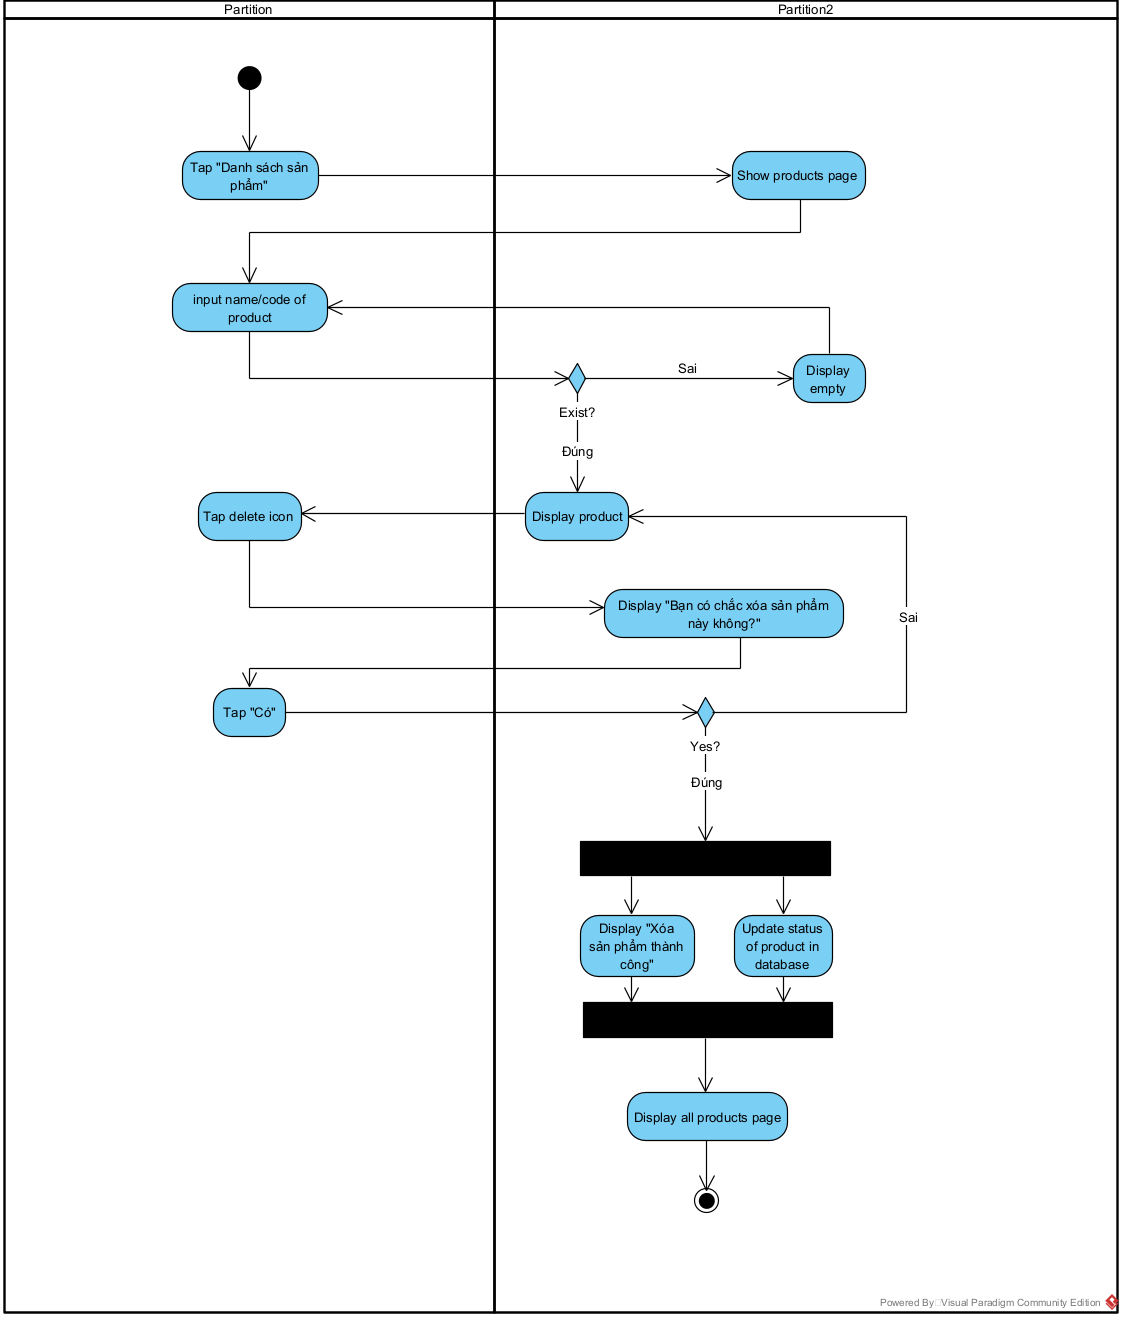 Partition
Partition2
Tap "Danh sách sản
phẩm"
Show products page
input name/code of
product
Sai
Display
empty
Exist?
Đúng
Tap delete icon
Display product
Display "Bạn có chắc xóa sản phẩm
này không?"
Sai
Tap "Có"
Yes?
Đúng
Display "Xóa
sản phẩm thành
công"
Update status
of product in
database
Display all products page
Powered By Visual Paradigm Community Edition